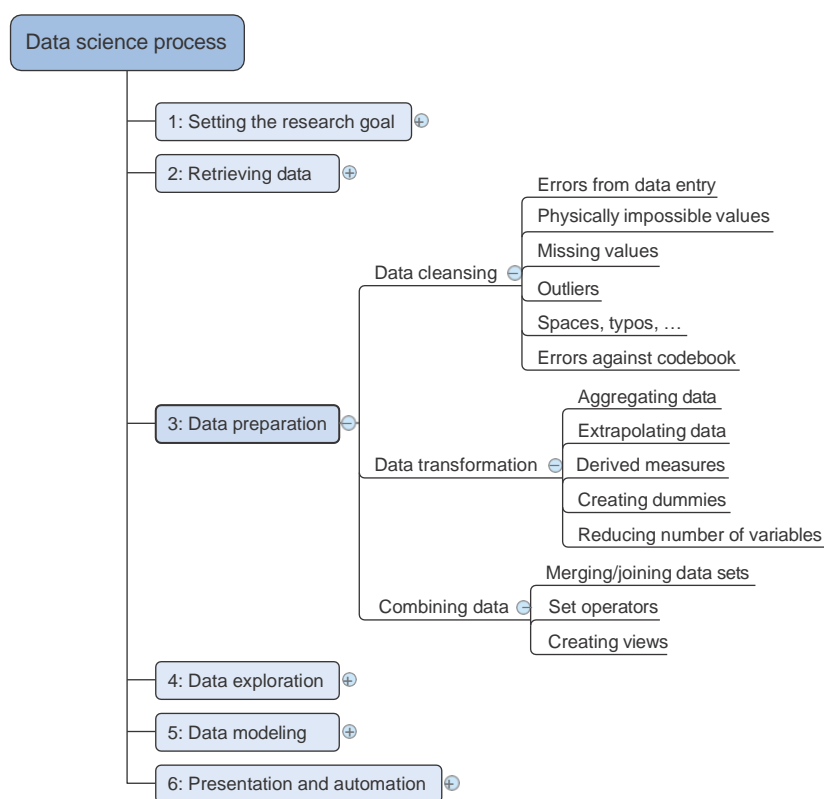 Data science process
1: Setting the research goal
2: Retrieving data
Errors from data entry
Physically impossible values
Missing values
Data cleansing
Outliers
Spaces, typos, …
Errors against codebook
Aggregating data
3: Data preparation
Extrapolating data
Data transformation
Derived measures
Creating dummies
Reducing number of variables
Merging/joining data sets
Combining data
Set operators
Creating views
4: Data exploration
5: Data modeling
6: Presentation and automation